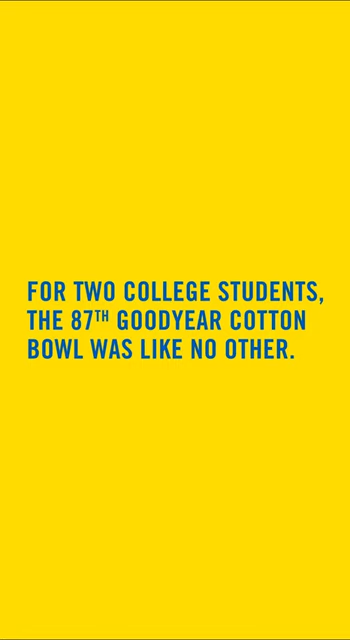 FOR TWO COLLEGE STUDENTS,
THE 87TH GOODYEAR COTTON
BOWL WAS LIKE NO OTHER.